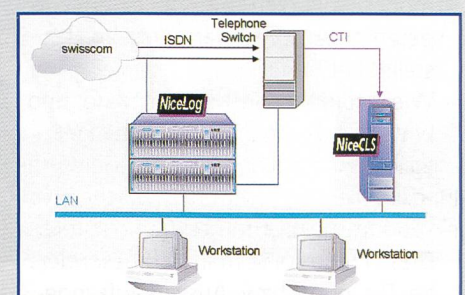 Telephone
Switch
swisscom
ISDN
CTI
NiceLog
NiceCLS
LAN
Workstation
Workstation